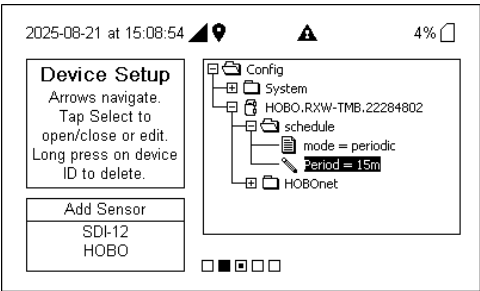 2025-08-21 at 15:08:54
4%
Device Setup
Arrows navigate.
Tap Select to
open/close or edit.
Long press on device
ID to delete.
Add Sensor
SDI-12
HOBO
Config
System
HOBO.RXW-TMB.22284802
schedule
mode = periodic
Period = 15m
HOBOnet